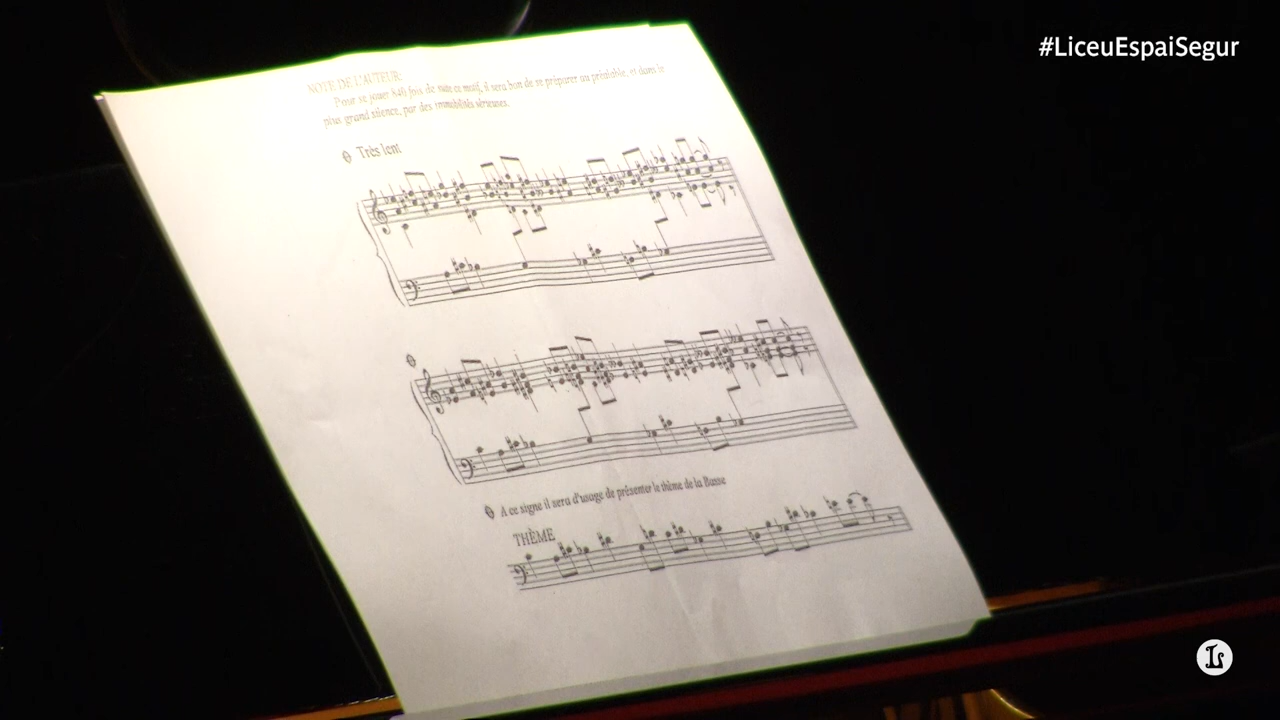 #LiceuEspaiSegur
NOTE DE L'AUTEUR:
Pour se jouer 840 fois de suite ce motif, il sera bon de se préparer au préalable, et dans le
plus grand silence, par des immobilités sérieuses.
Très lent
A ce signe il sera d'usage de présenter le thème de la Basse
THÈME